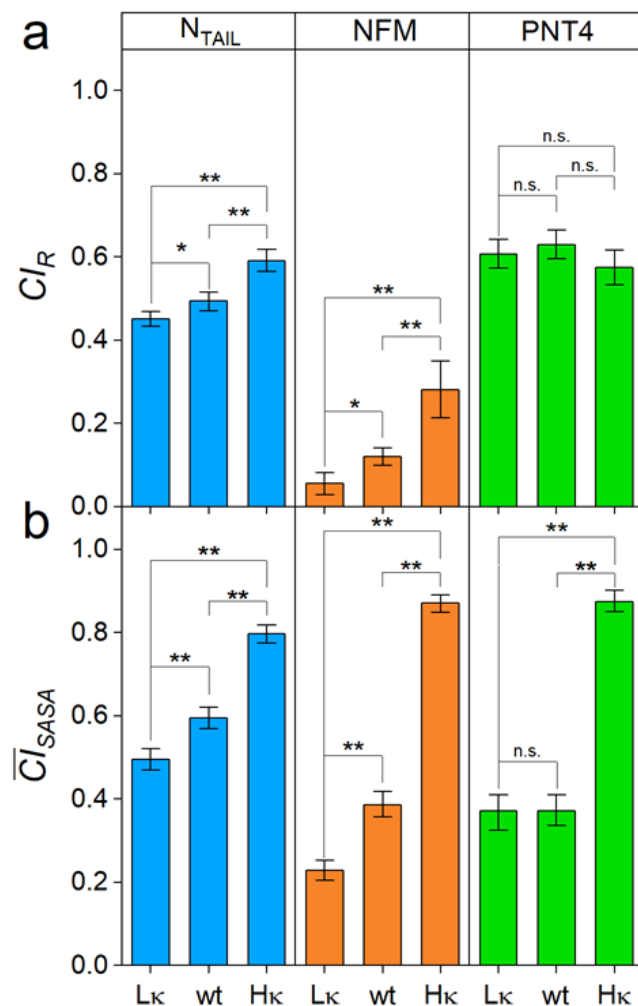 a
N_TAIL NFM PNT4
CI_R
1.0
0.8
0.6
0.4
0.2
0.0
* ** **
* ** **
n.s. n.s. n.s.
b
C̅I_SASA
1.0
0.8
0.6
0.4
0.2
0.0
** ** **
** ** **
n.s. ** **
Lκ wt Hκ Lκ wt Hκ Lκ wt Hκ